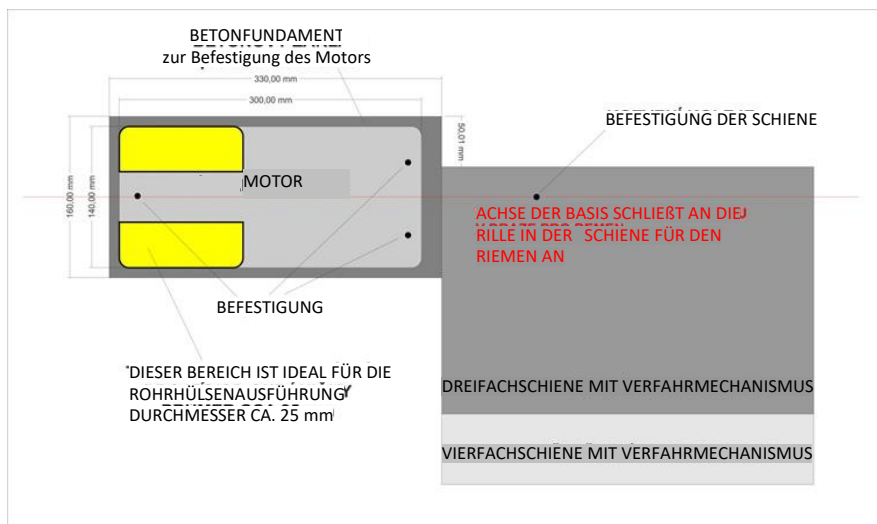 BETONFUNDAMENT
zur Befestigung des Motors
330,00 mm
300,00 mm
50,01 mm
BEFESTIGUNG DER SCHIENE
MOTOR
160,00 mm
140,00 mm
ACHSE DER BASIS SCHLIEßT AN DIE
RILLE IN DER SCHIENE FÜR DEN
RIEMEN AN
BEFESTIGUNG
DIESER BEREICH IST IDEAL FÜR DIE
ROHRHÜLSENAUSFÜHRUNG
DURCHMESSER CA. 25 mm
DREIFACHSCHIENE MIT VERFAHRMECHANISMUS
VIERFACHSCHIENE MIT VERFAHRMECHANISMUS